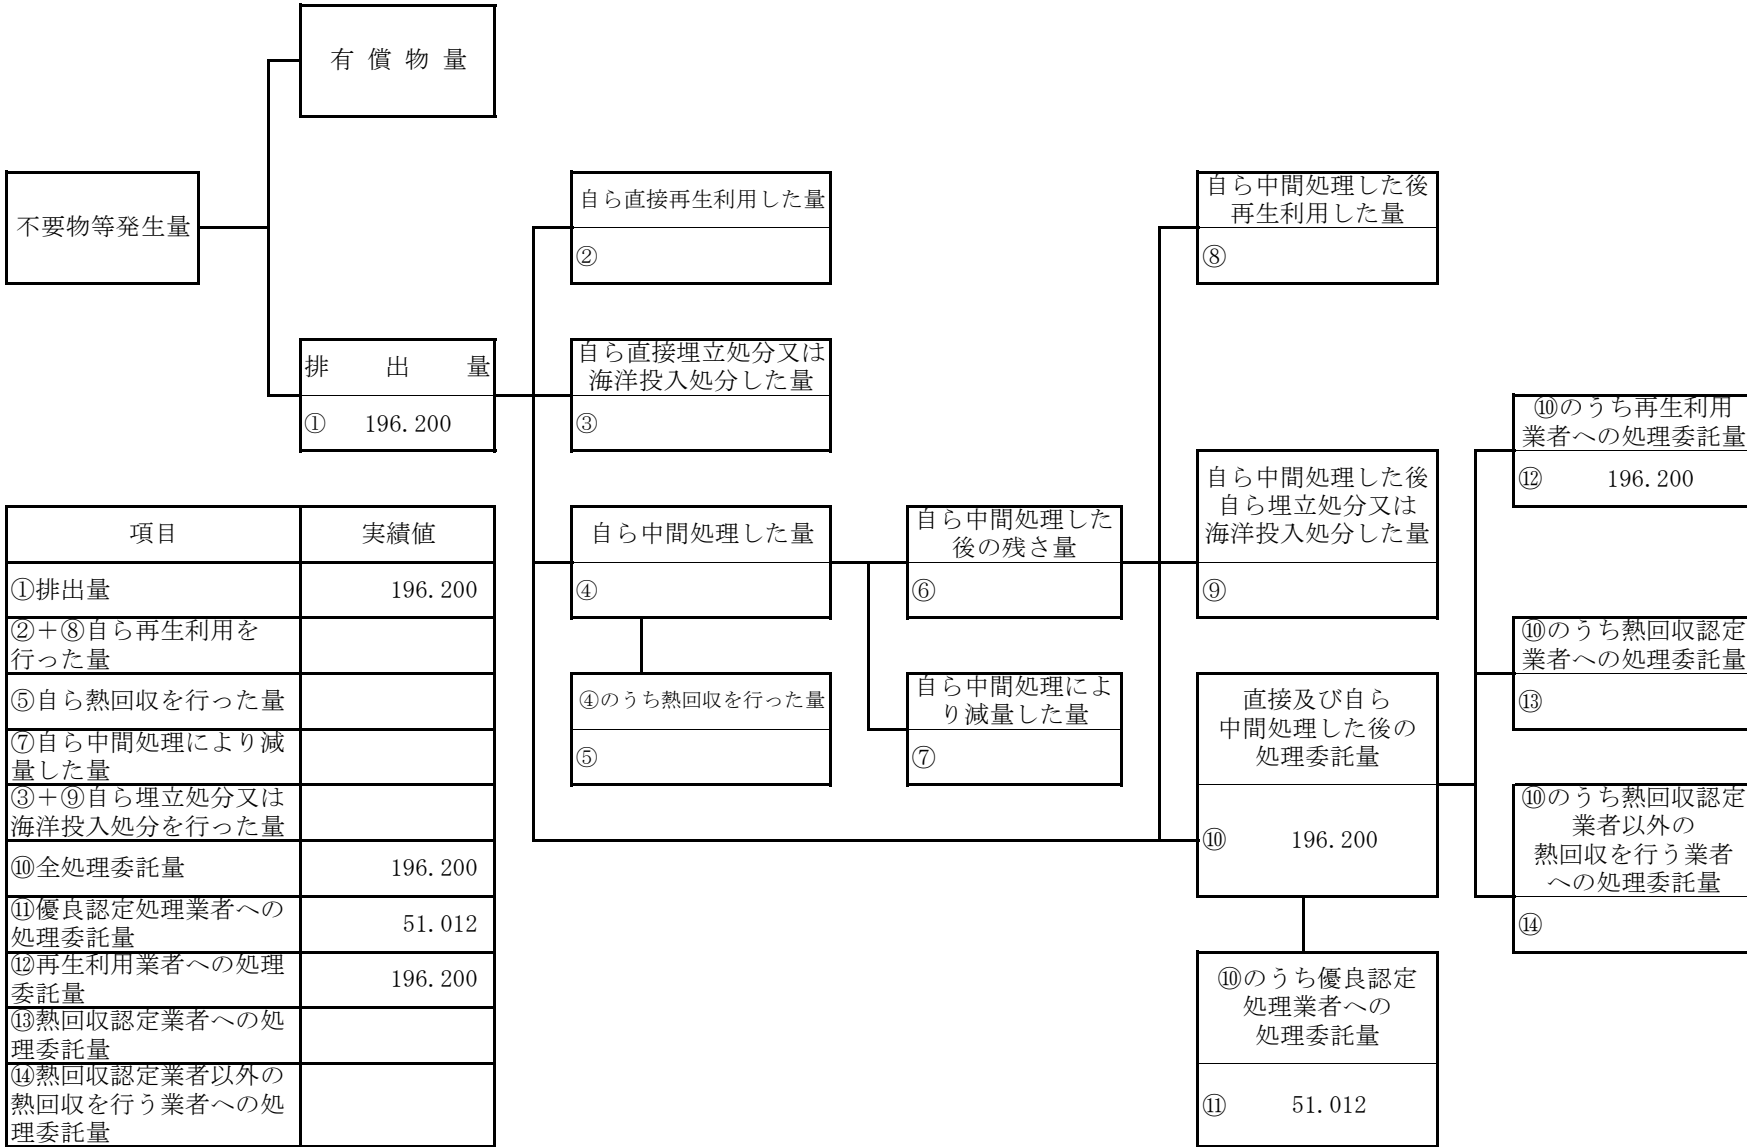 有償物量
不要物等発生量
排出量
① 196.200
自ら直接再生利用した量
②
自ら直接埋立処分又は
海洋投入処分した量
③
自ら中間処理した量
④
④のうち熱回収を行った量
⑤
自ら中間処理した
後の残さ量
⑥
自ら中間処理によ
り減量した量
⑦
自ら中間処理した後
再生利用した量
⑧
自ら中間処理した後
自ら埋立処分又は
海洋投入処分した量
⑨
直接及び自ら
中間処理した後の
処理委託量
⑩ 196.200
⑩のうち優良認定
処理業者への
処理委託量
⑪ 51.012
⑩のうち再生利用
業者への処理委託量
⑫ 196.200
⑩のうち熱回収認定
業者への処理委託量
⑬
⑩のうち熱回収認定
業者以外の
熱回収を行う業者
への処理委託量
⑭
項目 実績値
①排出量 196.200
②+⑧自ら再生利用を
行った量
⑤自ら熱回収を行った量
⑦自ら中間処理により減
量した量
③+⑨自ら埋立処分又は
海洋投入処分を行った量
⑩全処理委託量 196.200
⑪優良認定処理業者への
処理委託量 51.012
⑫再生利用業者への処理
委託量 196.200
⑬熱回収認定業者への処
理委託量
⑭熱回収認定業者以外の
熱回収を行う業者への処
理委託量